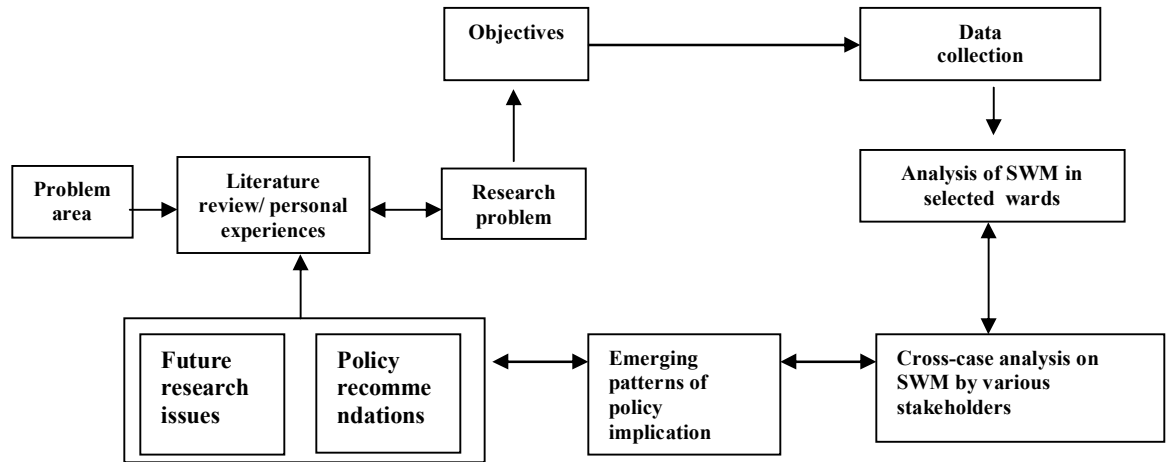 Objectives
Data
collection
Problem
area
Literature
review/ personal
experiences
Research
problem
Analysis of SWM in
selected wards
Future
research
issues
Policy
recomme
ndations
Emerging
patterns of
policy
implication
Cross-case analysis on
SWM by various
stakeholders